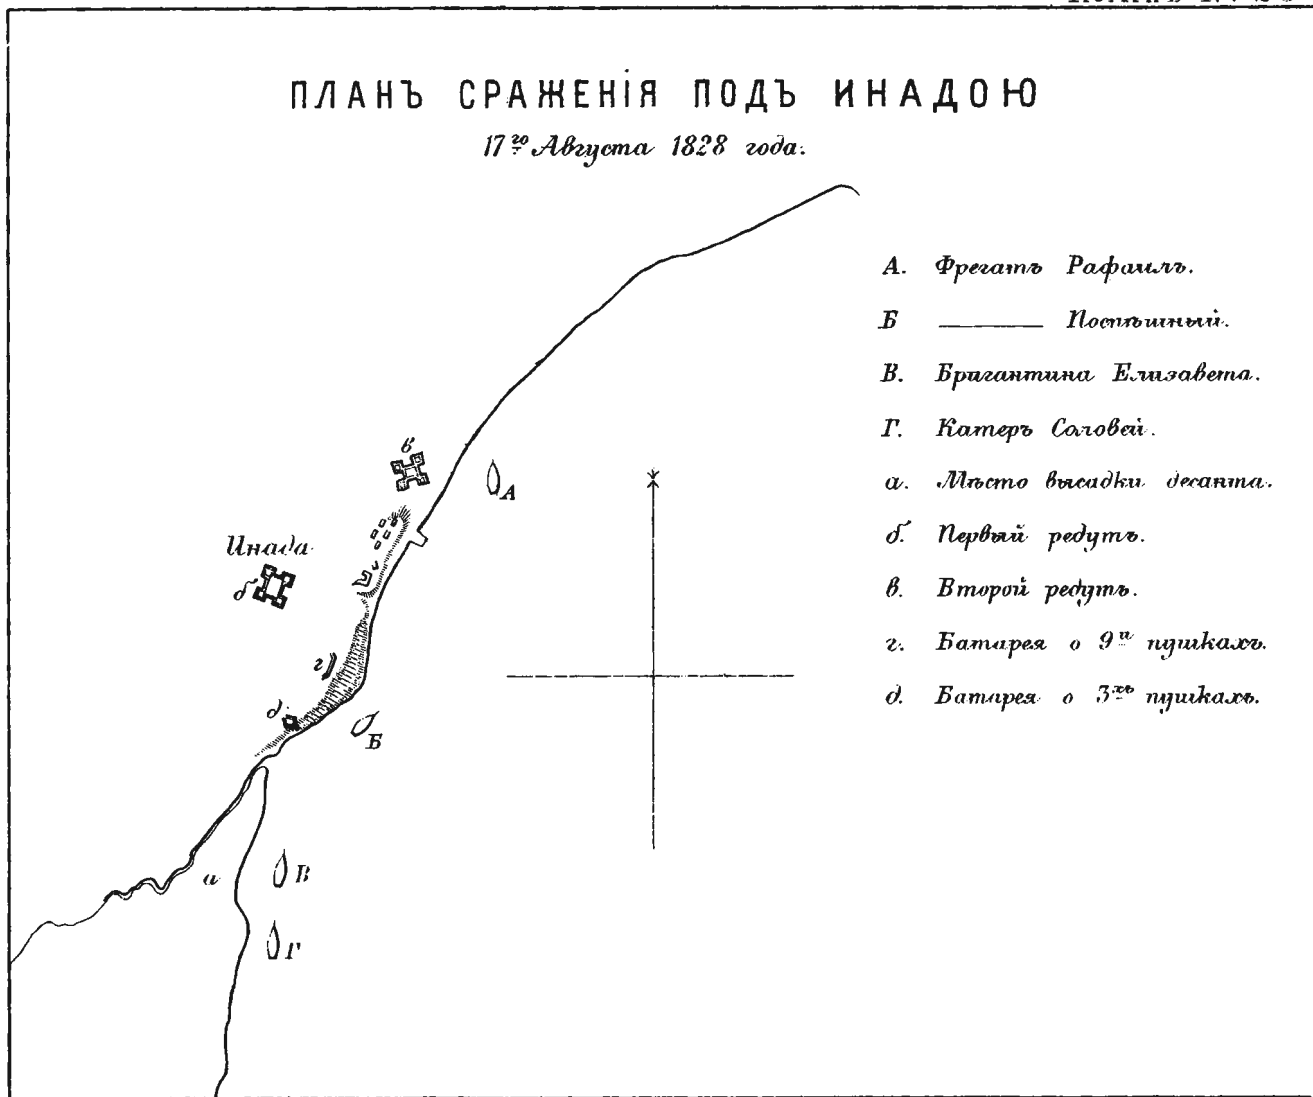 ПЛАНЪ СРАЖЕНІЯ ПОДЪ ИНАДОЮ
17го Августа 1828 года.
А. Фрегатъ Рафаилъ.
Б ——— Поспѣшный.
В. Бригантина Елизавета.
Г. Катеръ Соловей.
а. Мѣсто высадки десанта.
б. Первый редутъ.
в. Второй редутъ.
г. Батарея о 9и пушкахъ.
д. Батарея о 3хъ пушкахъ.
в
А
Инада
б
г
д
Б
а
В
Г